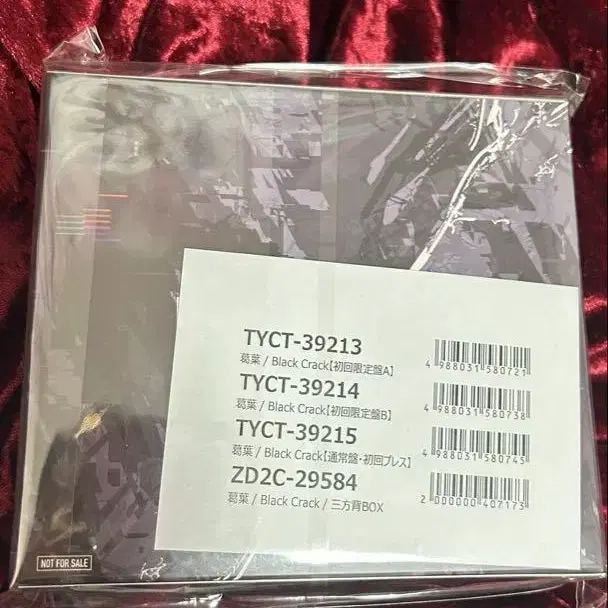 TYCT-39213
葛葉 / Black Crack【初回限定盤A】
4 988031 580721
TYCT-39214
葛葉 / Black Crack【初回限定盤B】
4 988031 580738
TYCT-39215
葛葉 / Black Crack【通常盤・初回プレス】
4 988031 580745
ZD2C-29584
葛葉 / Black Crack / 三方背BOX
2 000000 407173
NOT FOR SALE